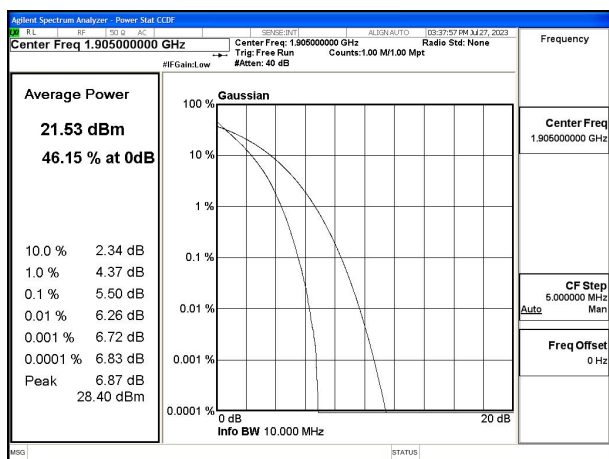 Agilent Spectrum Analyzer - Power Stat CCDF
LXI RL RF 50 Ω AC SENSE:INT ALIGNAUTO 03:37:57 PM Jul 27, 2023
Center Freq 1.905000000 GHz
Center Freq: 1.905000000 GHz Radio Std: None
Trig: Free Run Counts:1.00 M/1.00 Mpt
#IFGain:Low #Atten: 40 dB
Frequency
Average Power
21.53 dBm
46.15 % at 0dB
10.0 % 2.34 dB
1.0 % 4.37 dB
0.1 % 5.50 dB
0.01 % 6.26 dB
0.001 % 6.72 dB
0.0001 % 6.83 dB
Peak 6.87 dB
28.40 dBm
Gaussian
100 %
10 %
1 %
0.1 %
0.01 %
0.001 %
0.0001 %
0 dB 20 dB
Info BW 10.000 MHz
Center Freq
1.905000000 GHz
CF Step
5.000000 MHz
Auto Man
Freq Offset
0 Hz
MSG STATUS